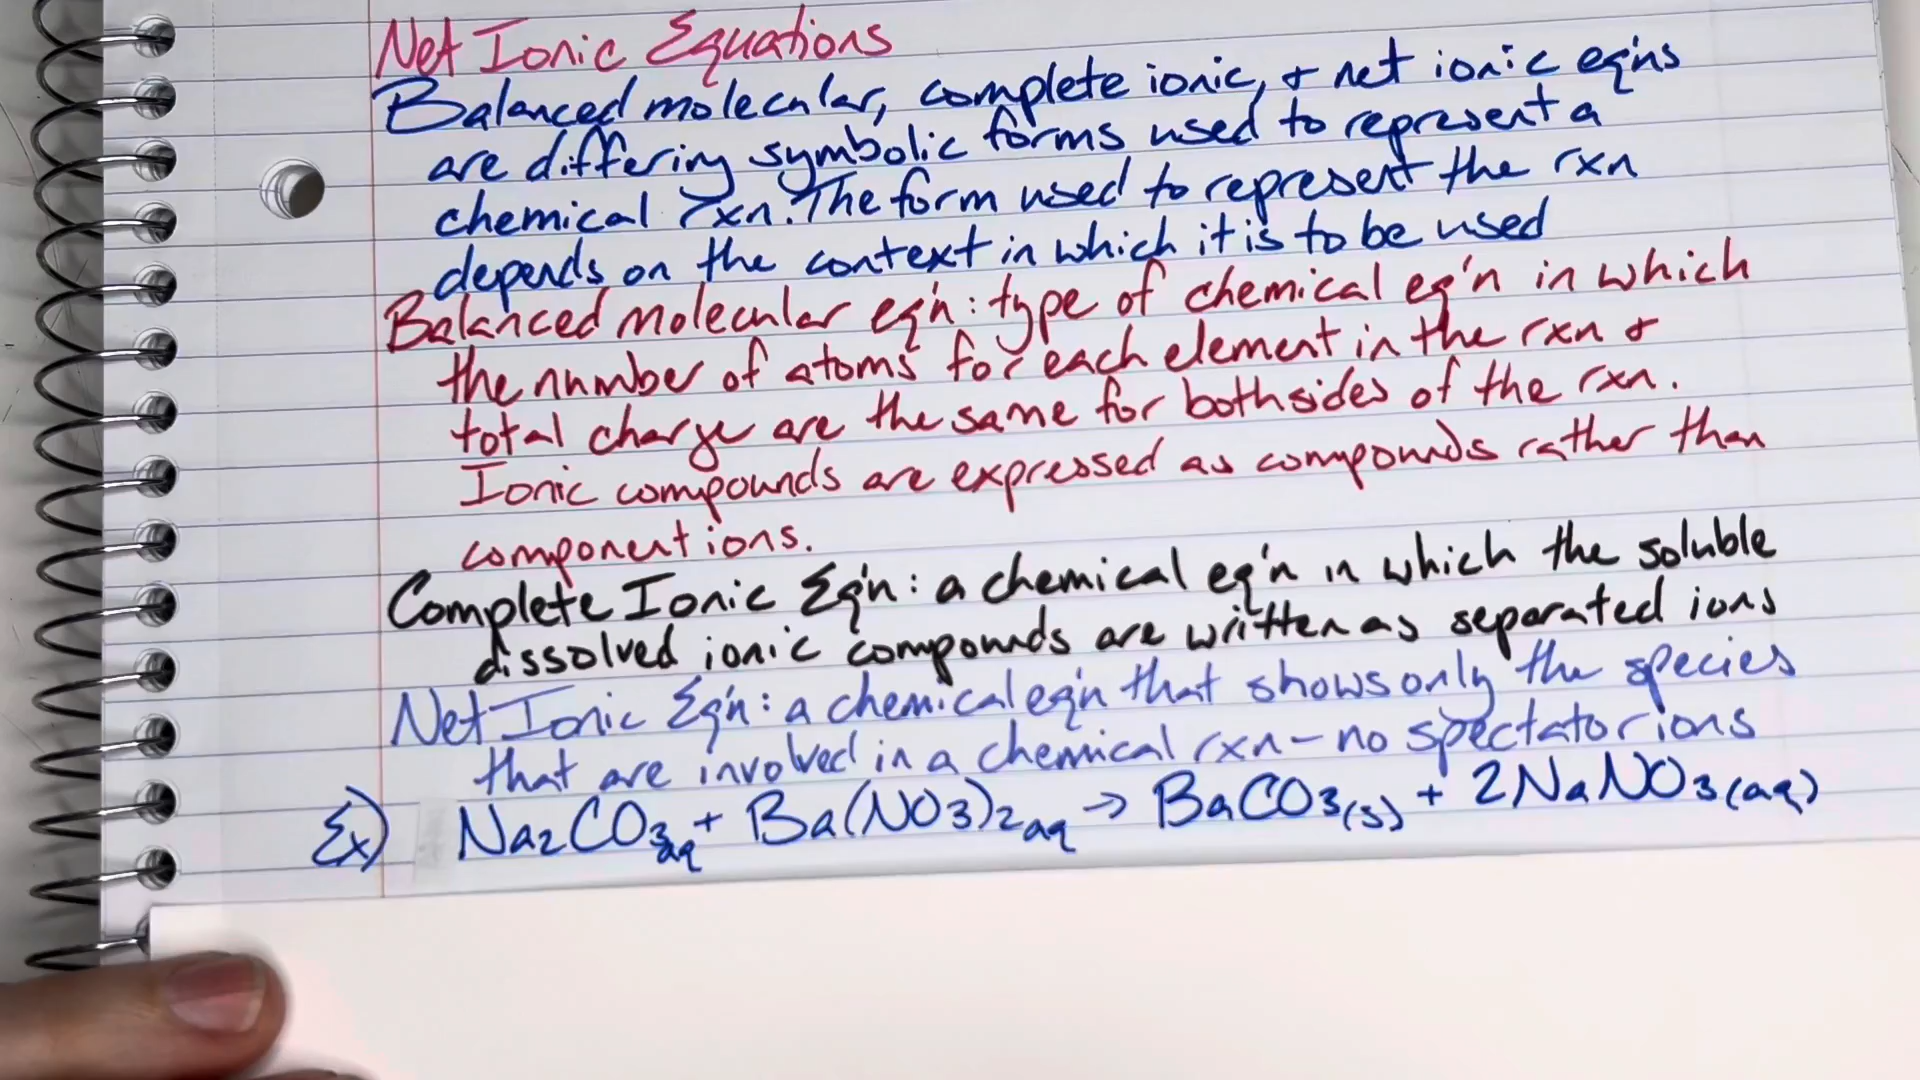 Net Ionic Equations
Balanced molecular, complete ionic, + net ionic eq'ns
are differing symbolic forms used to represent a
chemical rxn. The form used to represent the rxn
depends on the context in which it is to be used
Balanced molecular eq'n: type of chemical eq'n in which
the number of atoms for each element in the rxn +
total charge are the same for both sides of the rxn.
Ionic compounds are expressed as compounds rather than
component ions.
Complete Ionic Eq'n: a chemical eq'n in which the soluble
dissolved ionic compounds are written as separated ions
Net Ionic Eq'n: a chemical eq'n that shows only the species
that are involved in a chemical rxn - no spectator ions
Ex) Na2CO3aq + Ba(NO3)2aq → BaCO3(s) + 2NaNO3(aq)